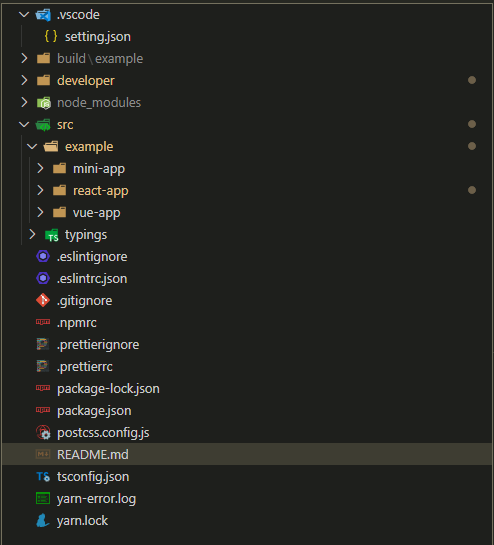 .vscode
{ } setting.json
build\example
developer
node_modules
src
example
mini-app
react-app
vue-app
TS typings
.eslintignore
.eslintrc.json
.gitignore
.npmrc
.prettierignore
.prettierrc
package-lock.json
package.json
postcss.config.js
README.md
TS tsconfig.json
yarn-error.log
yarn.lock